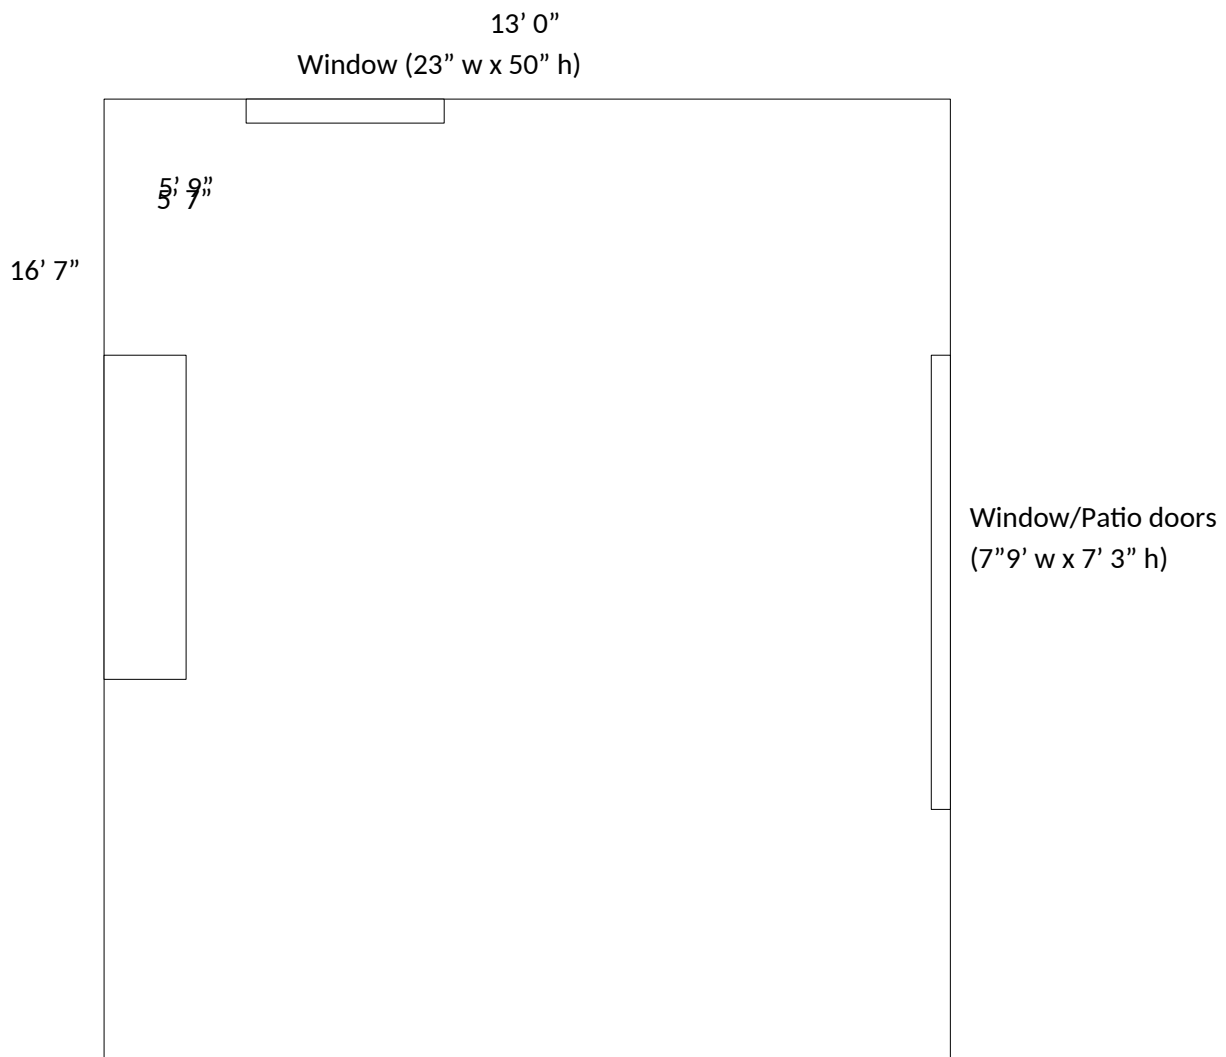 13’ 0”
Window (23” w x 50” h)
5’ 9”
5’ 7”
16’ 7”
Window/Patio doors
(7”9’ w x 7’ 3” h)